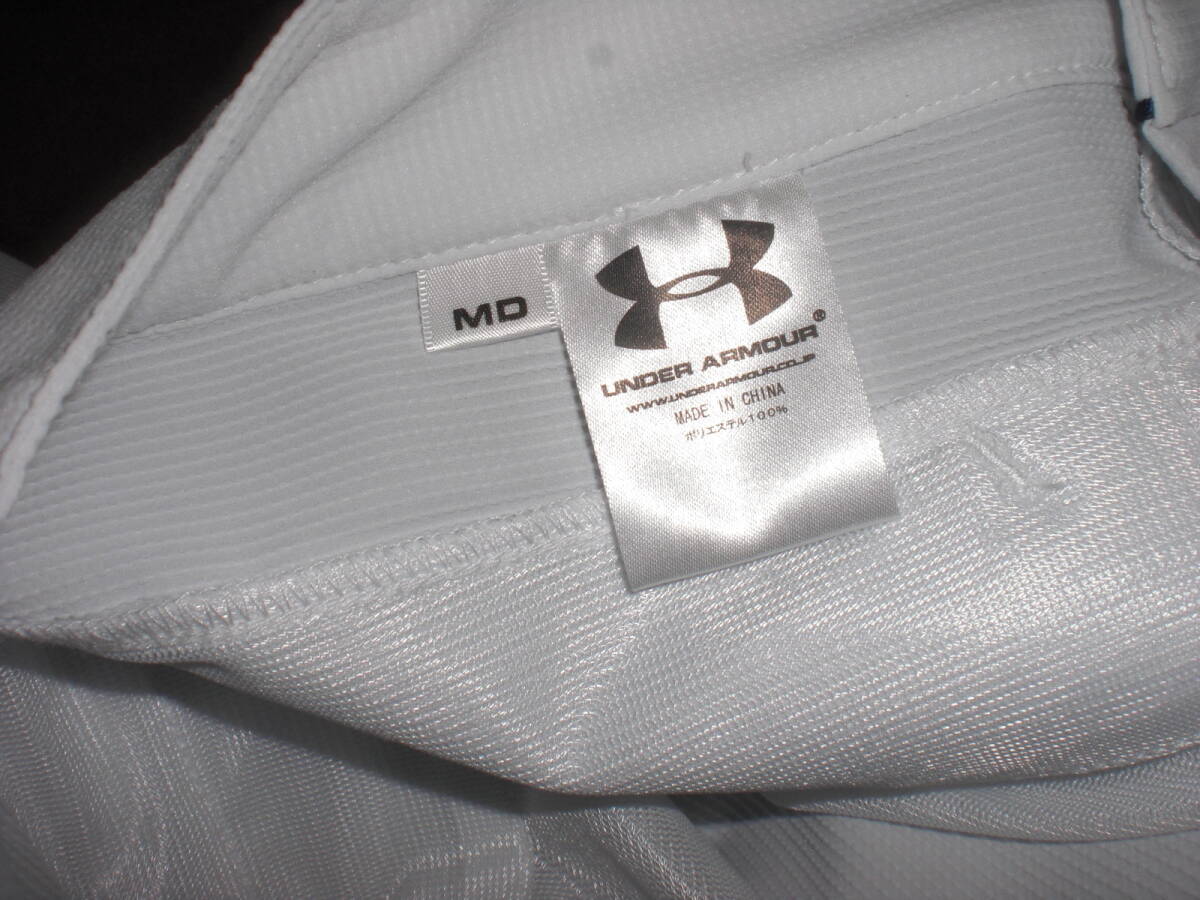 MD
UNDER ARMOUR®
WWW.UNDERARMOUR.CO.JP
MADE IN CHINA
ポリエステル100%